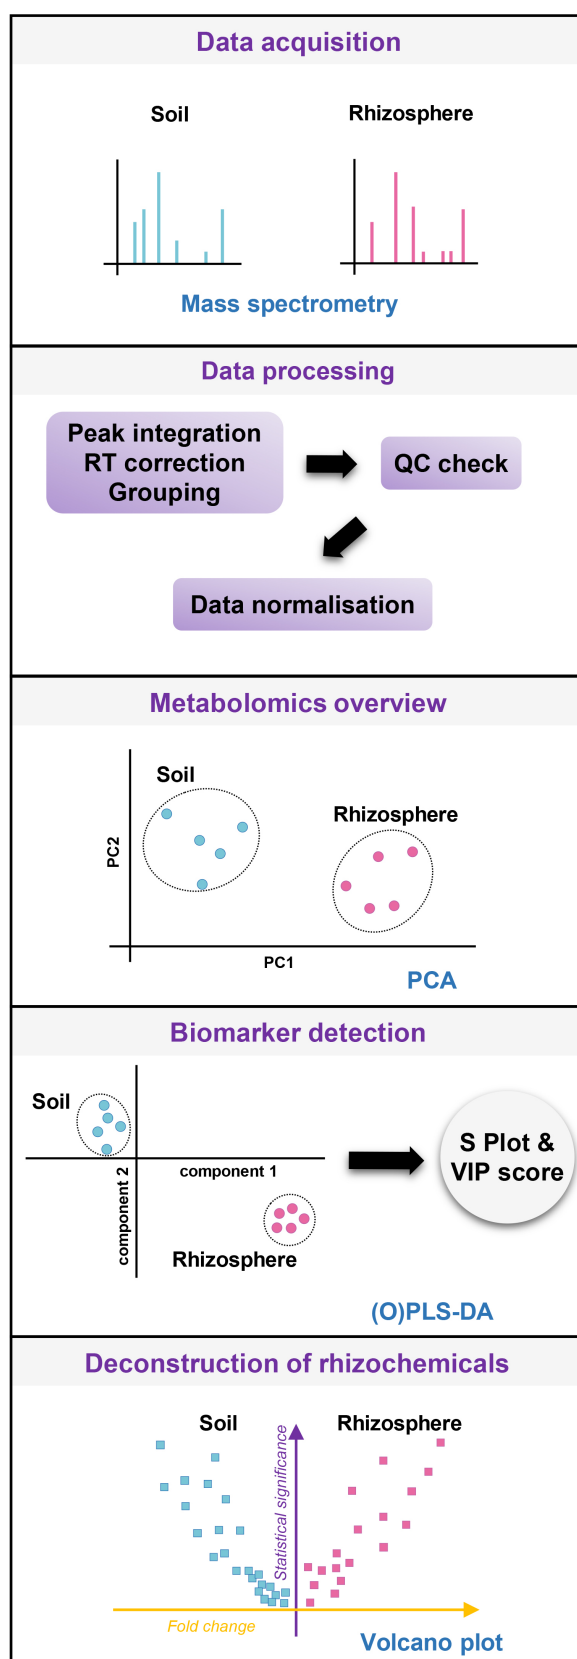 Data acquisition
Soil
Rhizosphere
Mass spectrometry
Data processing
Peak integration
RT correction
Grouping
QC check
Data normalisation
Metabolomics overview
Soil
Rhizosphere
PC2
PC1
PCA
Biomarker detection
Soil
component 1
component 2
Rhizosphere
S Plot &
VIP score
(O)PLS-DA
Deconstruction of rhizochemicals
Soil
Rhizosphere
Statistical significance
Fold change
Volcano plot